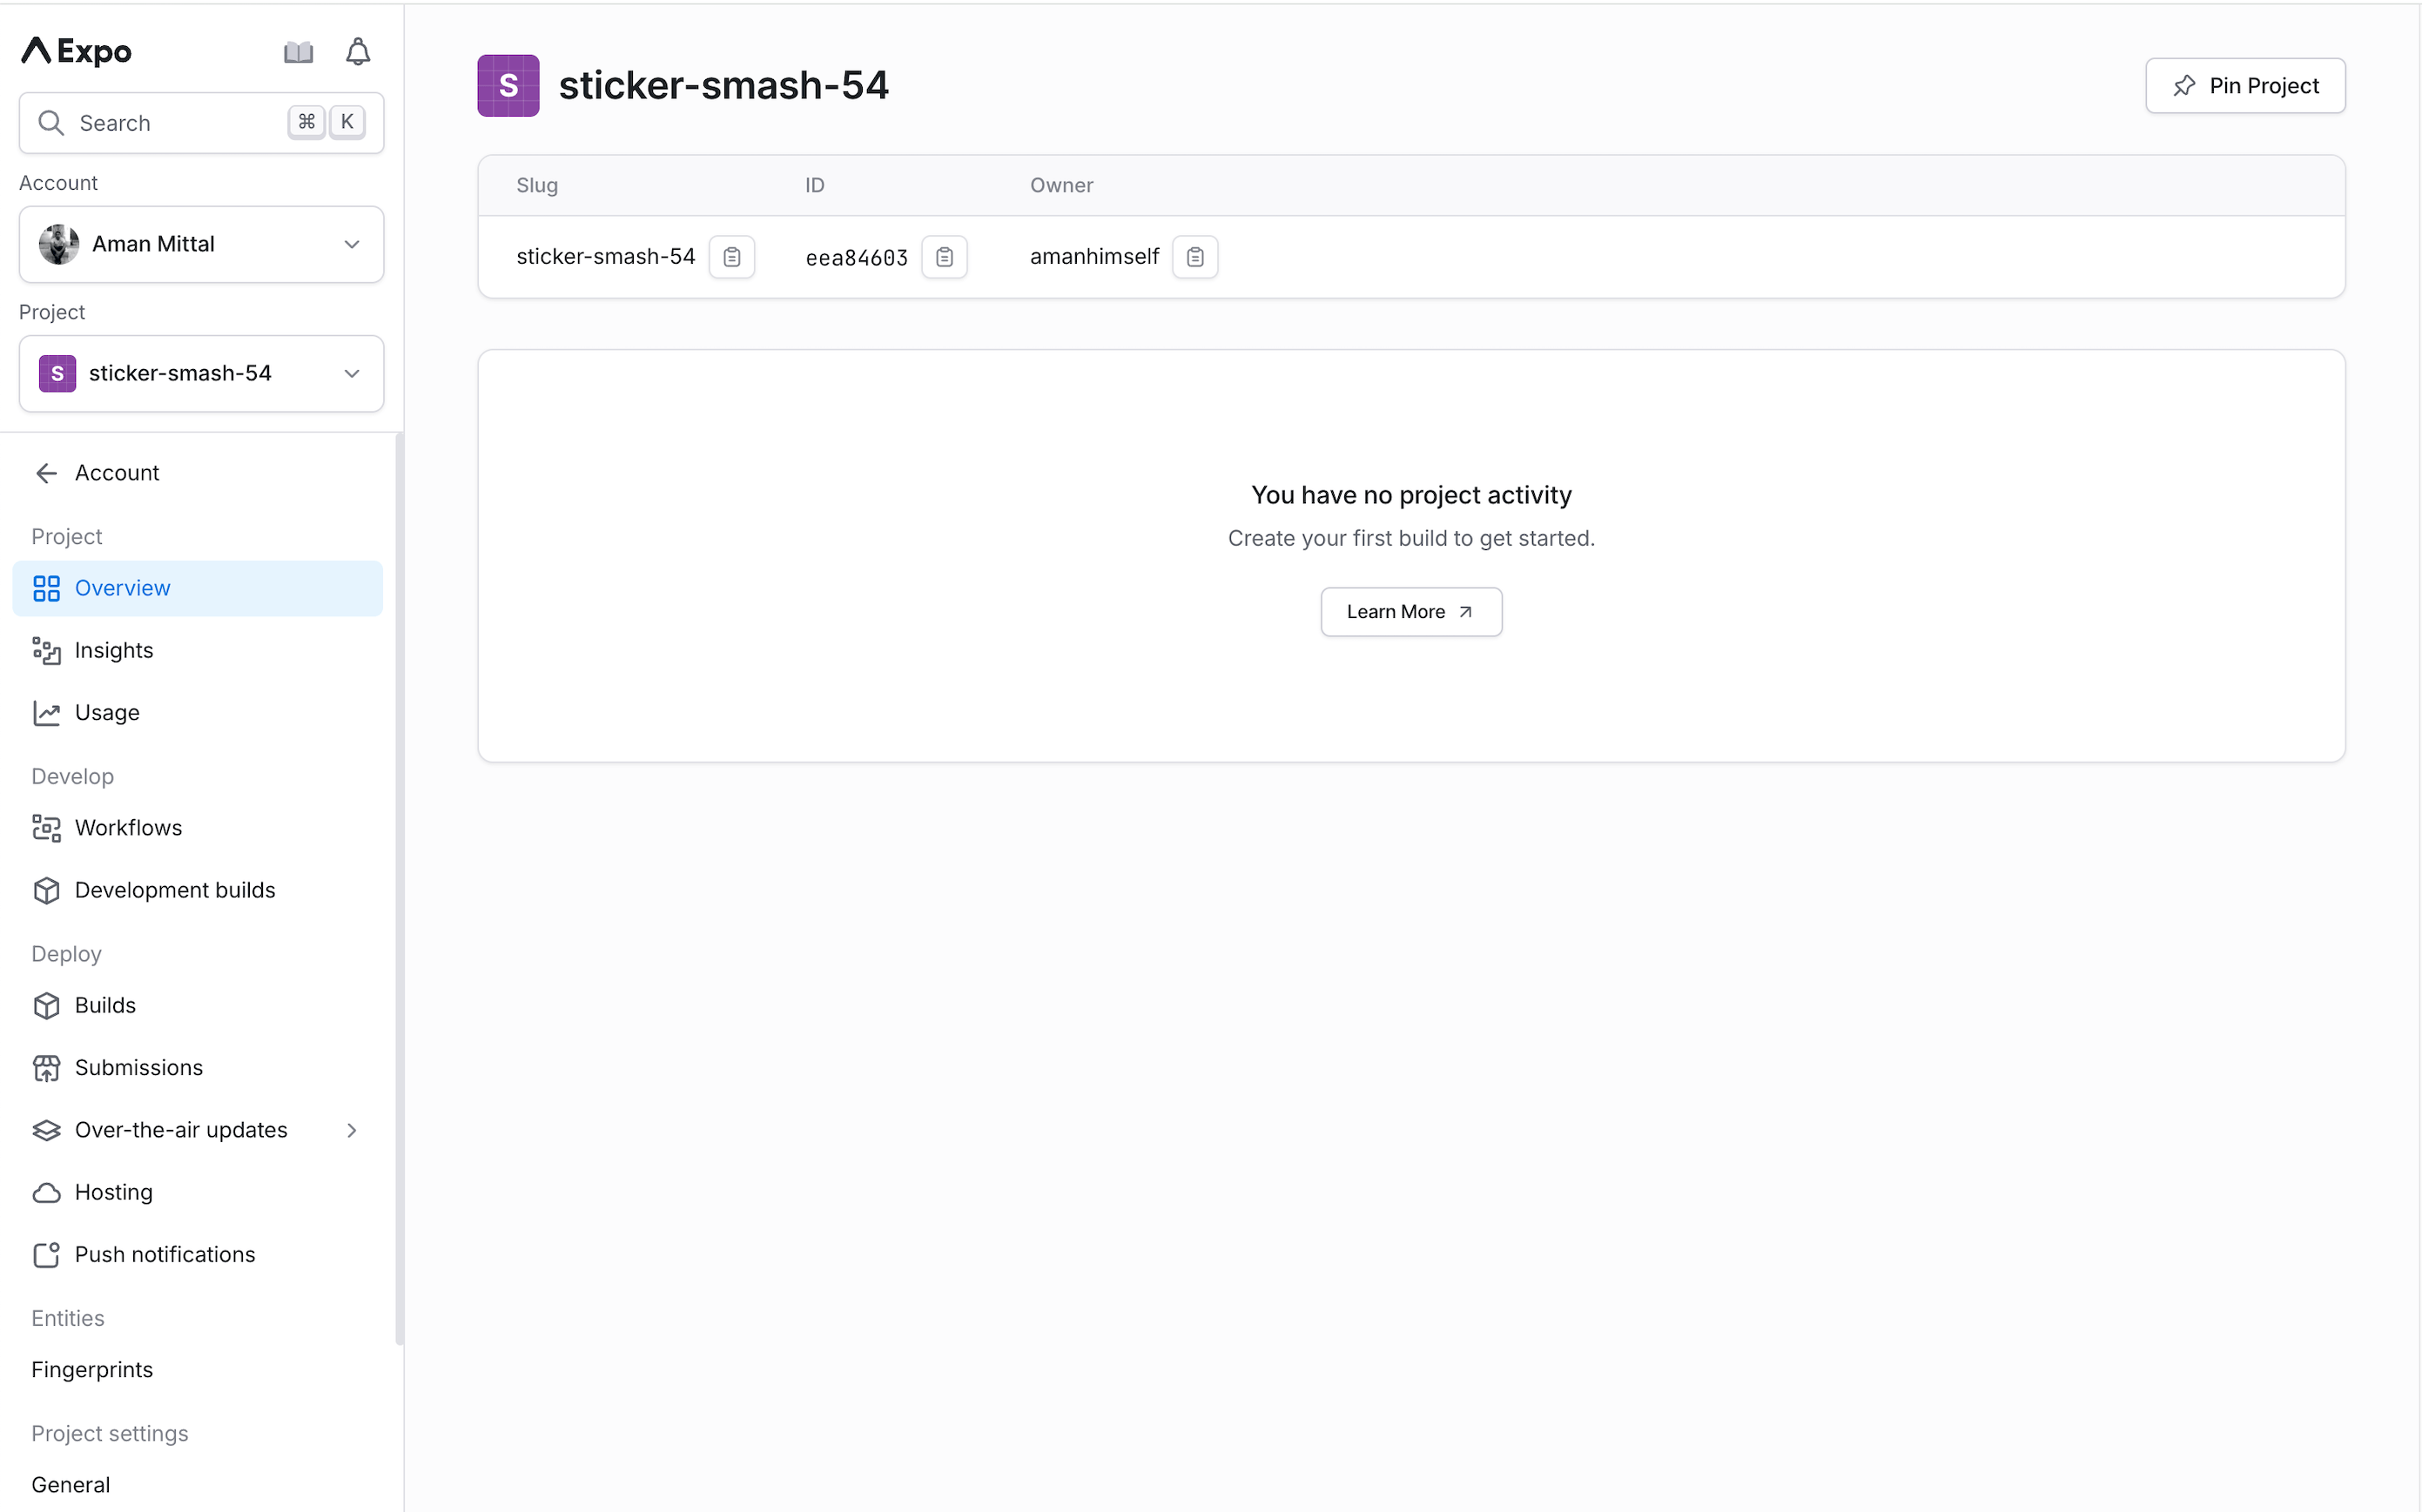 Expo
Search ⌘ K
Account
Aman Mittal
Project
S sticker-smash-54
Account
Project
Overview
Insights
Usage
Develop
Workflows
Development builds
Deploy
Builds
Submissions
Over-the-air updates
Hosting
Push notifications
Entities
Fingerprints
Project settings
General
S sticker-smash-54
Pin Project
Slug ID Owner
sticker-smash-54 eea84603 amanhimself
You have no project activity
Create your first build to get started.
Learn More